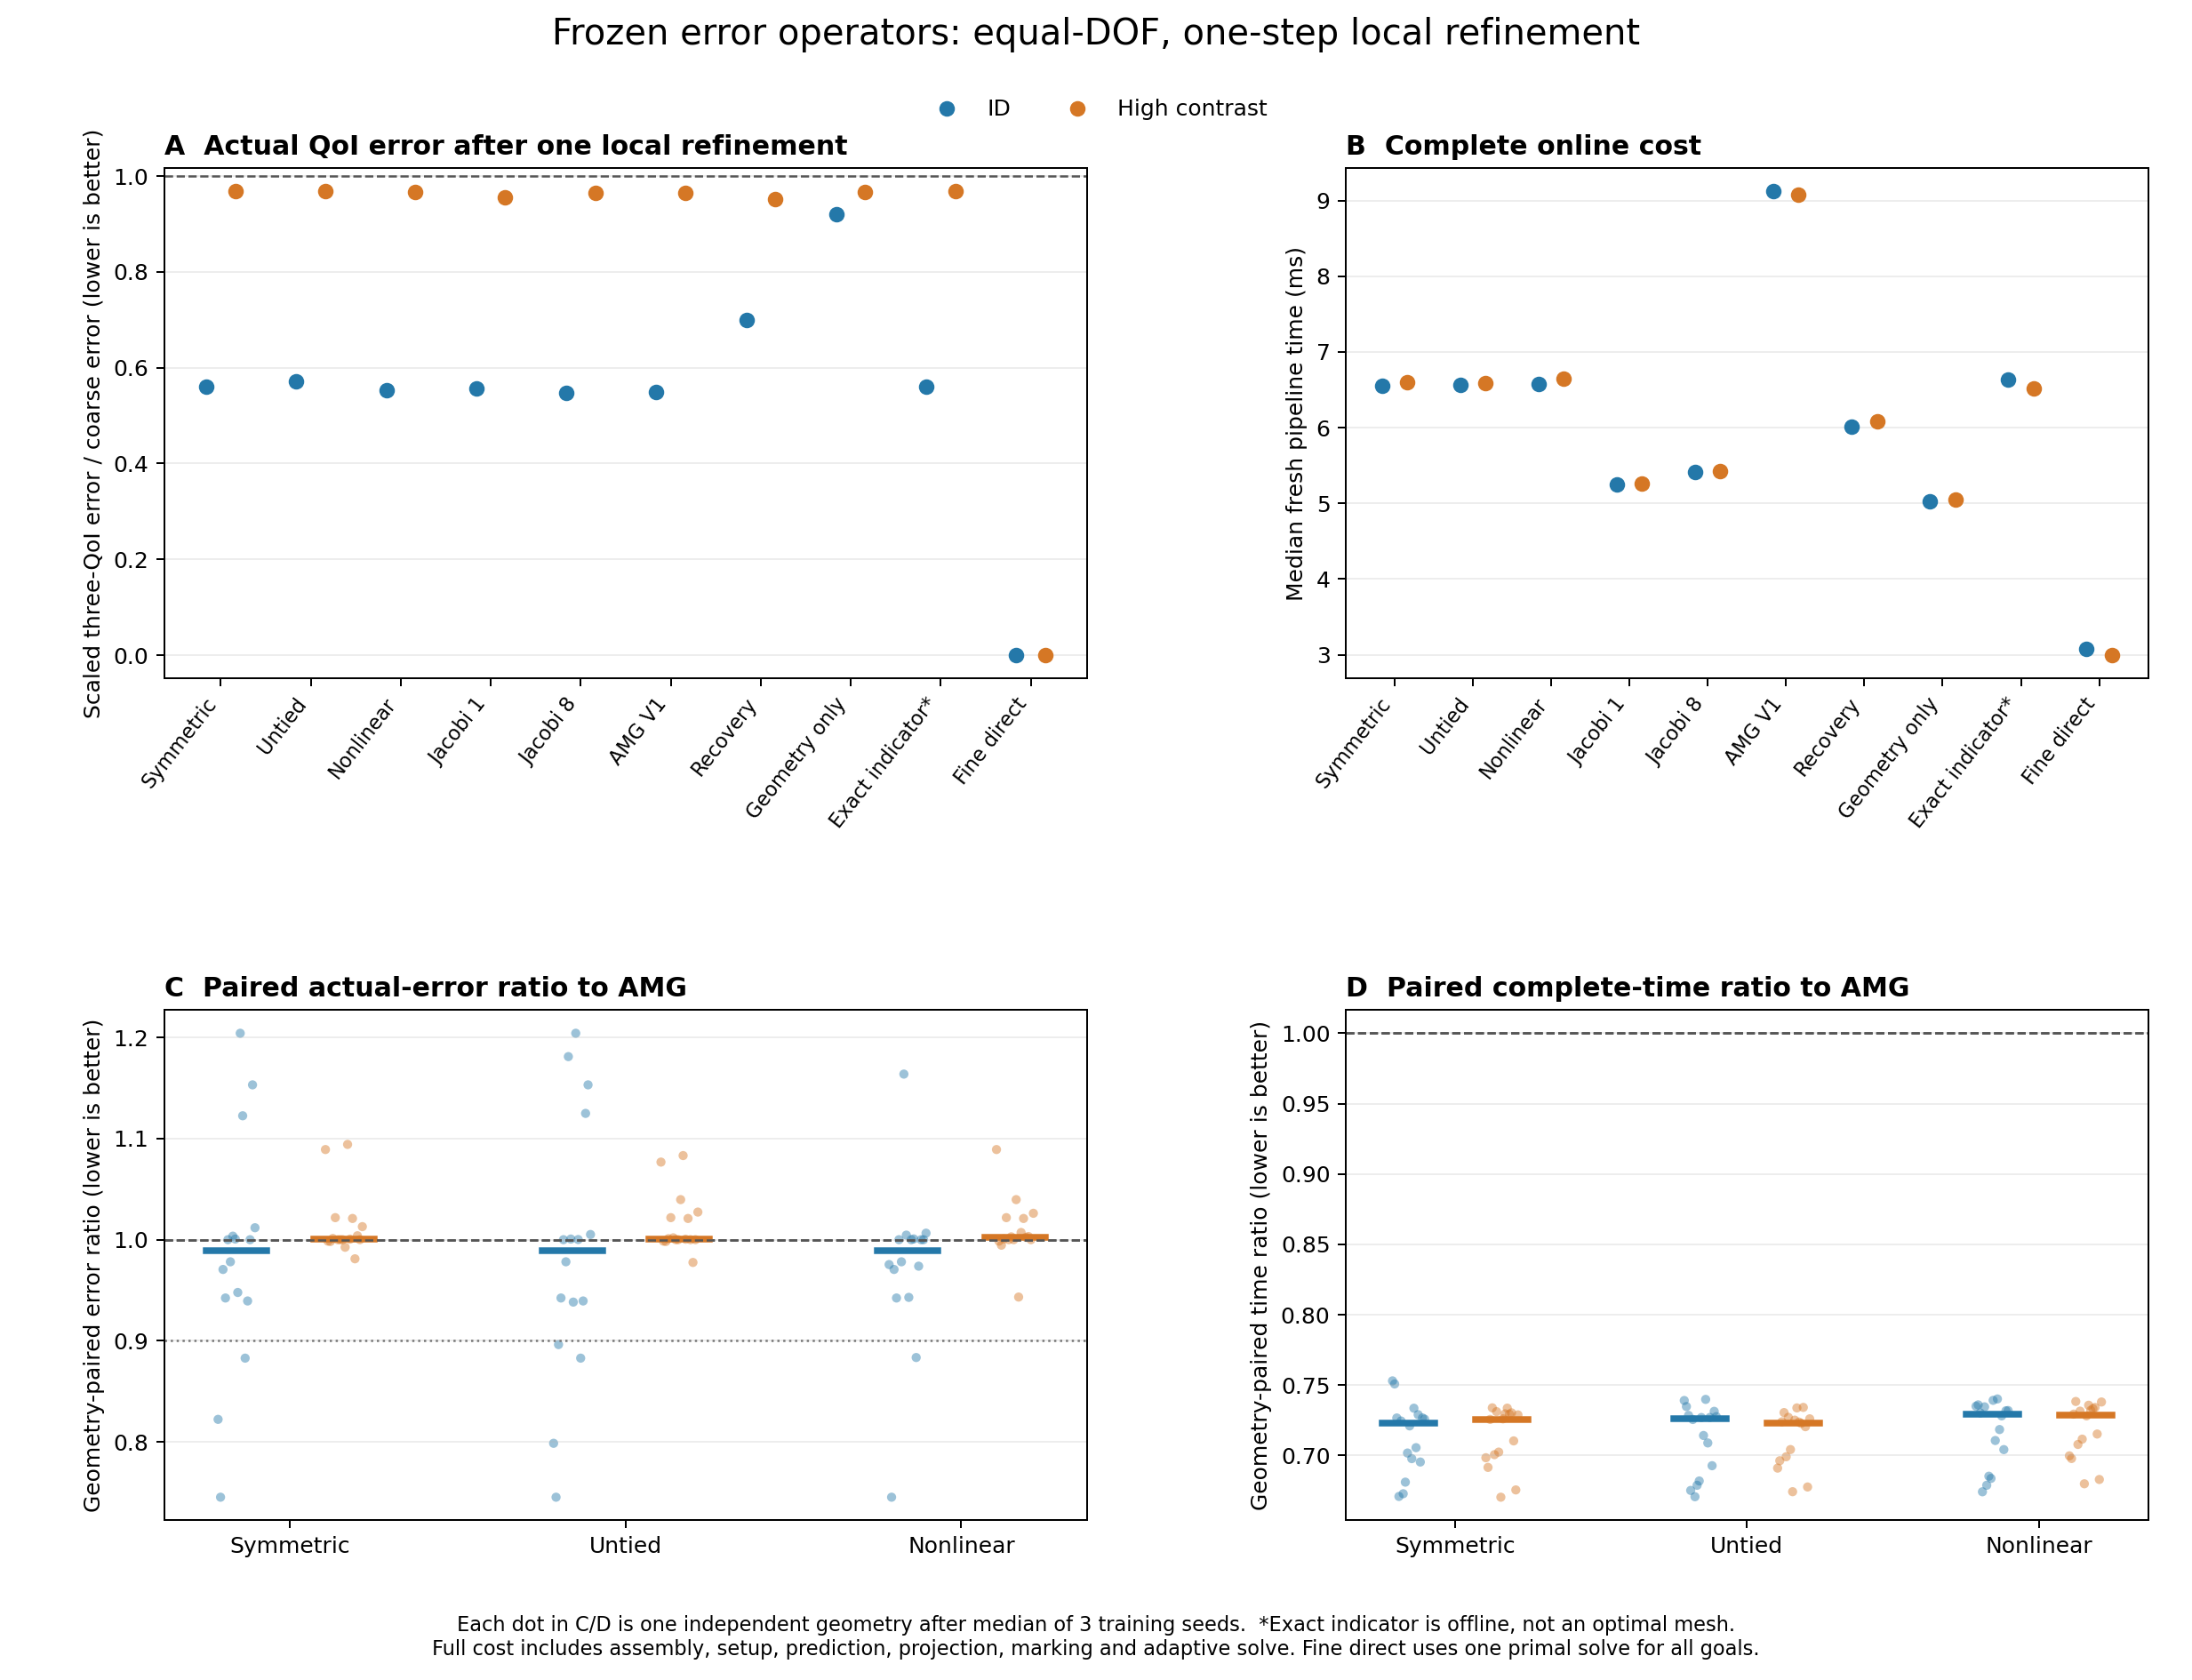 Frozen error operators: equal-DOF, one-step local refinement
ID
High contrast
A Actual QoI error after one local refinement
Scaled three-QoI error / coarse error (lower is better)
1.0
0.8
0.6
0.4
0.2
0.0
Symmetric
Untied
Nonlinear
Jacobi 1
Jacobi 8
AMG V1
Recovery
Geometry only
Exact indicator*
Fine direct
B Complete online cost
Median fresh pipeline time (ms)
9
8
7
6
5
4
3
Symmetric
Untied
Nonlinear
Jacobi 1
Jacobi 8
AMG V1
Recovery
Geometry only
Exact indicator*
Fine direct
C Paired actual-error ratio to AMG
Geometry-paired error ratio (lower is better)
1.2
1.1
1.0
0.9
0.8
Symmetric
Untied
Nonlinear
D Paired complete-time ratio to AMG
Geometry-paired time ratio (lower is better)
1.00
0.95
0.90
0.85
0.80
0.75
0.70
Symmetric
Untied
Nonlinear
Each dot in C/D is one independent geometry after median of 3 training seeds. *Exact indicator is offline, not an optimal mesh.
Full cost includes assembly, setup, prediction, projection, marking and adaptive solve. Fine direct uses one primal solve for all goals.